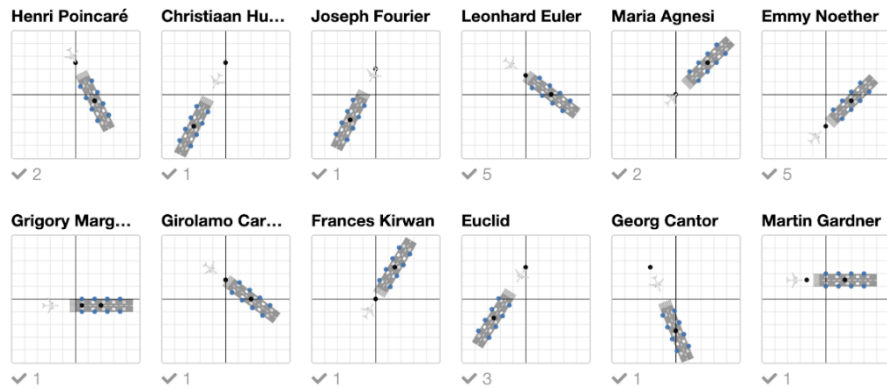 Henri Poincaré
Christiaan Hu...
Joseph Fourier
Leonhard Euler
Maria Agnesi
Emmy Noether
2
1
1
5
2
5
Grigory Marg...
Girolamo Car...
Frances Kirwan
Euclid
Georg Cantor
Martin Gardner
1
1
1
3
1
1